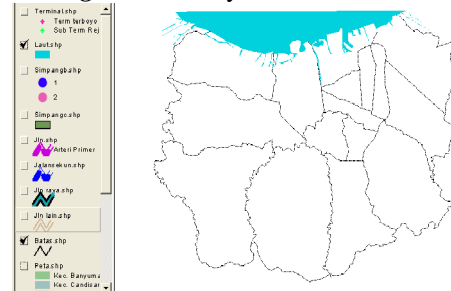 Terminal.shp
Term terboyo
Sub Term Rej
Laut.shp
Simpangb.shp
1
2
Simpangc.shp
Jln.shp
Arteri Primer
Jalansekun.shp
Jln raya.shp
Jln lain.shp
Batas.shp
Peta.shp
Kec. Banyuma
Kec. Candisar